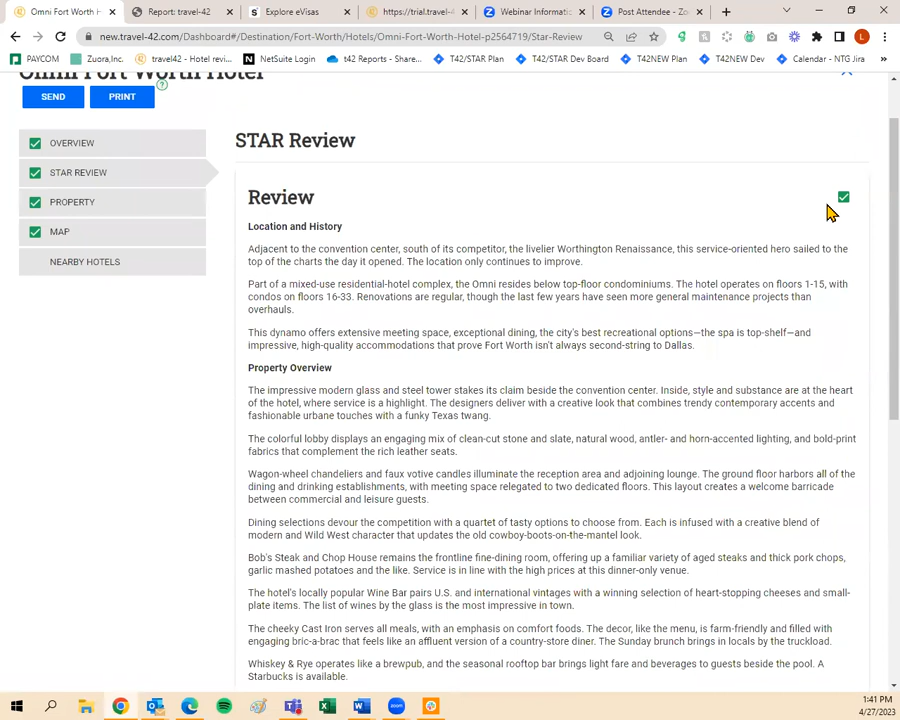 Omni Fort Worth Hotel
Report: travel-42
Explore eVisas
https://trial.travel-4
Webinar Informatic
Post Attendee - Zo
new.travel-42.com/Dashboard#/Destination/Fort-Worth/Hotels/Omni-Fort-Worth-Hotel-p2564719/Star-Review
L
PAYCOM
Zuora,Inc.
travel42 - Hotel revi...
NetSuite Login
t42 Reports - Share...
T42/STAR Plan
T42/STAR Dev Board
T42NEW Plan
T42NEW Dev
Calendar - NTG Jira
Omni Fort Worth Hotel
SEND
PRINT
OVERVIEW
STAR REVIEW
PROPERTY
MAP
NEARBY HOTELS
STAR Review
Review
Location and History
Adjacent to the convention center, south of its competitor, the livelier Worthington Renaissance, this service-oriented hero sailed to the
top of the charts the day it opened. The location only continues to improve.
Part of a mixed-use residential-hotel complex, the Omni resides below top-floor condominiums. The hotel operates on floors 1-15, with
condos on floors 16-33. Renovations are regular, though the last few years have seen more general maintenance projects than
overhauls.
This dynamo offers extensive meeting space, exceptional dining, the city's best recreational options—the spa is top-shelf—and
impressive, high-quality accommodations that prove Fort Worth isn't always second-string to Dallas.
Property Overview
The impressive modern glass and steel tower stakes its claim beside the convention center. Inside, style and substance are at the heart
of the hotel, where service is a highlight. The designers deliver with a creative look that combines trendy contemporary accents and
fashionable urbane touches with a funky Texas twang.
The colorful lobby displays an engaging mix of clean-cut stone and slate, natural wood, antler- and horn-accented lighting, and bold-print
fabrics that complement the rich leather seats.
Wagon-wheel chandeliers and faux votive candles illuminate the reception area and adjoining lounge. The ground floor harbors all of the
dining and drinking establishments, with meeting space relegated to two dedicated floors. This layout creates a welcome barricade
between commercial and leisure guests.
Dining selections devour the competition with a quartet of tasty options to choose from. Each is infused with a creative blend of
modern and Wild West character that updates the old cowboy-boots-on-the-mantel look.
Bob's Steak and Chop House remains the frontline fine-dining room, offering up a familiar variety of aged steaks and thick pork chops,
garlic mashed potatoes and the like. Service is in line with the high prices at this dinner-only venue.
The hotel's locally popular Wine Bar pairs U.S. and international vintages with a winning selection of heart-stopping cheeses and small-
plate items. The list of wines by the glass is the most impressive in town.
The cheeky Cast Iron serves all meals, with an emphasis on comfort foods. The decor, like the menu, is farm-friendly and filled with
engaging bric-a-brac that feels like an affluent version of a country-store diner. The Sunday brunch brings in locals by the truckload.
Whiskey & Rye operates like a brewpub, and the seasonal rooftop bar brings light fare and beverages to guests beside the pool. A
Starbucks is available.
1:41 PM
4/27/2023